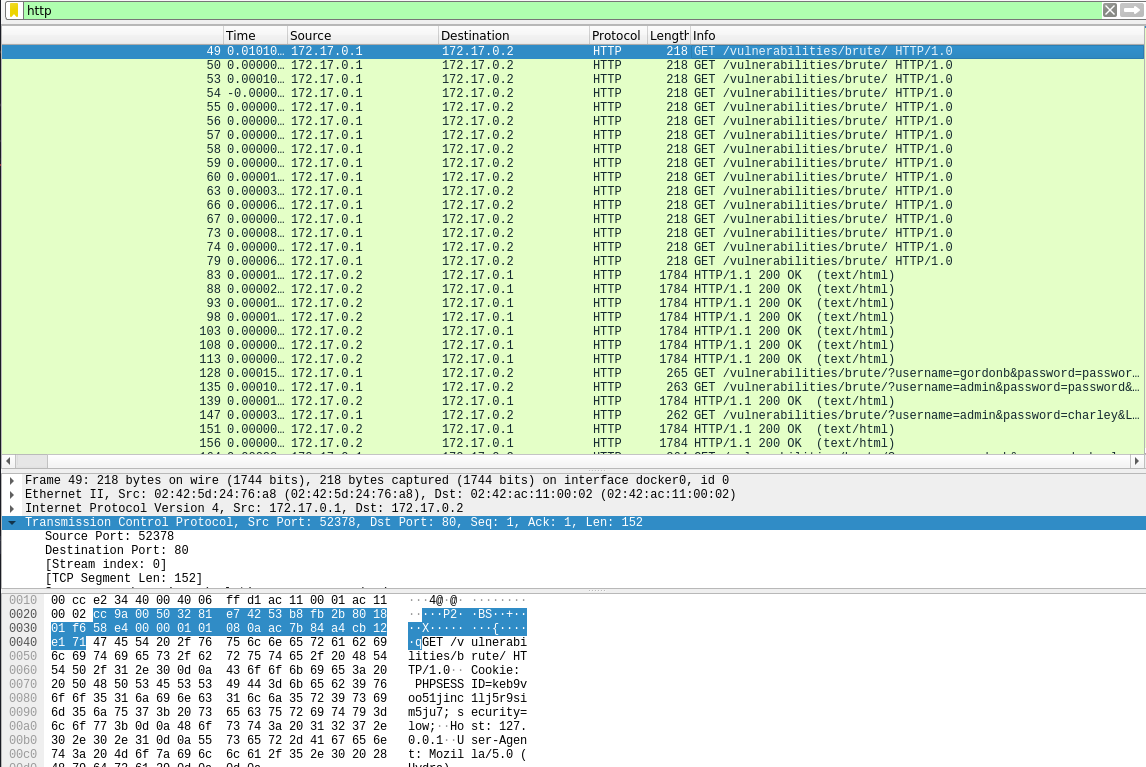 http
Time Source Destination Protocol Length Info
49 0.01010… 172.17.0.1 172.17.0.2 HTTP 218 GET /vulnerabilities/brute/ HTTP/1.0
50 0.00000… 172.17.0.1 172.17.0.2 HTTP 218 GET /vulnerabilities/brute/ HTTP/1.0
53 0.00010… 172.17.0.1 172.17.0.2 HTTP 218 GET /vulnerabilities/brute/ HTTP/1.0
54 -0.0000… 172.17.0.1 172.17.0.2 HTTP 218 GET /vulnerabilities/brute/ HTTP/1.0
55 0.00000… 172.17.0.1 172.17.0.2 HTTP 218 GET /vulnerabilities/brute/ HTTP/1.0
56 0.00000… 172.17.0.1 172.17.0.2 HTTP 218 GET /vulnerabilities/brute/ HTTP/1.0
57 0.00000… 172.17.0.1 172.17.0.2 HTTP 218 GET /vulnerabilities/brute/ HTTP/1.0
58 0.00000… 172.17.0.1 172.17.0.2 HTTP 218 GET /vulnerabilities/brute/ HTTP/1.0
59 0.00000… 172.17.0.1 172.17.0.2 HTTP 218 GET /vulnerabilities/brute/ HTTP/1.0
60 0.00001… 172.17.0.1 172.17.0.2 HTTP 218 GET /vulnerabilities/brute/ HTTP/1.0
63 0.00003… 172.17.0.1 172.17.0.2 HTTP 218 GET /vulnerabilities/brute/ HTTP/1.0
66 0.00006… 172.17.0.1 172.17.0.2 HTTP 218 GET /vulnerabilities/brute/ HTTP/1.0
67 0.00000… 172.17.0.1 172.17.0.2 HTTP 218 GET /vulnerabilities/brute/ HTTP/1.0
73 0.00008… 172.17.0.1 172.17.0.2 HTTP 218 GET /vulnerabilities/brute/ HTTP/1.0
74 0.00000… 172.17.0.1 172.17.0.2 HTTP 218 GET /vulnerabilities/brute/ HTTP/1.0
79 0.00006… 172.17.0.1 172.17.0.2 HTTP 218 GET /vulnerabilities/brute/ HTTP/1.0
83 0.00001… 172.17.0.2 172.17.0.1 HTTP 1784 HTTP/1.1 200 OK (text/html)
88 0.00002… 172.17.0.2 172.17.0.1 HTTP 1784 HTTP/1.1 200 OK (text/html)
93 0.00001… 172.17.0.2 172.17.0.1 HTTP 1784 HTTP/1.1 200 OK (text/html)
98 0.00001… 172.17.0.2 172.17.0.1 HTTP 1784 HTTP/1.1 200 OK (text/html)
103 0.00000… 172.17.0.2 172.17.0.1 HTTP 1784 HTTP/1.1 200 OK (text/html)
108 0.00000… 172.17.0.2 172.17.0.1 HTTP 1784 HTTP/1.1 200 OK (text/html)
113 0.00000… 172.17.0.2 172.17.0.1 HTTP 1784 HTTP/1.1 200 OK (text/html)
128 0.00015… 172.17.0.1 172.17.0.2 HTTP 265 GET /vulnerabilities/brute/?username=gordonb&password=passwor…
135 0.00010… 172.17.0.1 172.17.0.2 HTTP 263 GET /vulnerabilities/brute/?username=admin&password=password&…
139 0.00001… 172.17.0.2 172.17.0.1 HTTP 1784 HTTP/1.1 200 OK (text/html)
147 0.00003… 172.17.0.1 172.17.0.2 HTTP 262 GET /vulnerabilities/brute/?username=admin&password=charley&L…
151 0.00000… 172.17.0.2 172.17.0.1 HTTP 1784 HTTP/1.1 200 OK (text/html)
156 0.00000… 172.17.0.2 172.17.0.1 HTTP 1784 HTTP/1.1 200 OK (text/html)
Frame 49: 218 bytes on wire (1744 bits), 218 bytes captured (1744 bits) on interface docker0, id 0
Ethernet II, Src: 02:42:5d:24:76:a8 (02:42:5d:24:76:a8), Dst: 02:42:ac:11:00:02 (02:42:ac:11:00:02)
Internet Protocol Version 4, Src: 172.17.0.1, Dst: 172.17.0.2
Transmission Control Protocol, Src Port: 52378, Dst Port: 80, Seq: 1, Ack: 1, Len: 152
Source Port: 52378
Destination Port: 80
[Stream index: 0]
[TCP Segment Len: 152]
0010 00 cc e2 34 40 00 40 06 ff d1 ac 11 00 01 ac 11 ···4@·@· ········
0020 00 02 cc 9a 00 50 32 81 e7 42 53 b8 fb 2b 80 18 ·····P2· ·BS··+··
0030 01 f6 58 e4 00 00 01 01 08 0a ac 7b 84 a4 cb 12 ··X····· ···{····
0040 e1 71 47 45 54 20 2f 76 75 6c 6e 65 72 61 62 69 ·qGET /v ulnerabi
0050 6c 69 74 69 65 73 2f 62 72 75 74 65 2f 20 48 54 lities/b rute/ HT
0060 54 50 2f 31 2e 30 0d 0a 43 6f 6f 6b 69 65 3a 20 TP/1.0·· Cookie:
0070 20 50 48 50 53 45 53 53 49 44 3d 6b 65 62 39 76 PHPSESS ID=keb9v
0080 6f 6f 35 31 6a 69 6e 63 31 6c 6a 35 72 39 73 69 oo51jinc 1lj5r9si
0090 6d 35 6a 75 37 3b 20 73 65 63 75 72 69 74 79 3d m5ju7; s ecurity=
00a0 6c 6f 77 3b 0d 0a 48 6f 73 74 3a 20 31 32 37 2e low;··Ho st: 127.
00b0 30 2e 30 2e 31 0d 0a 55 73 65 72 2d 41 67 65 6e 0.0.1··U ser-Agen
00c0 74 3a 20 4d 6f 7a 69 6c 6c 61 2f 35 2e 30 20 28 t: Mozil la/5.0 (